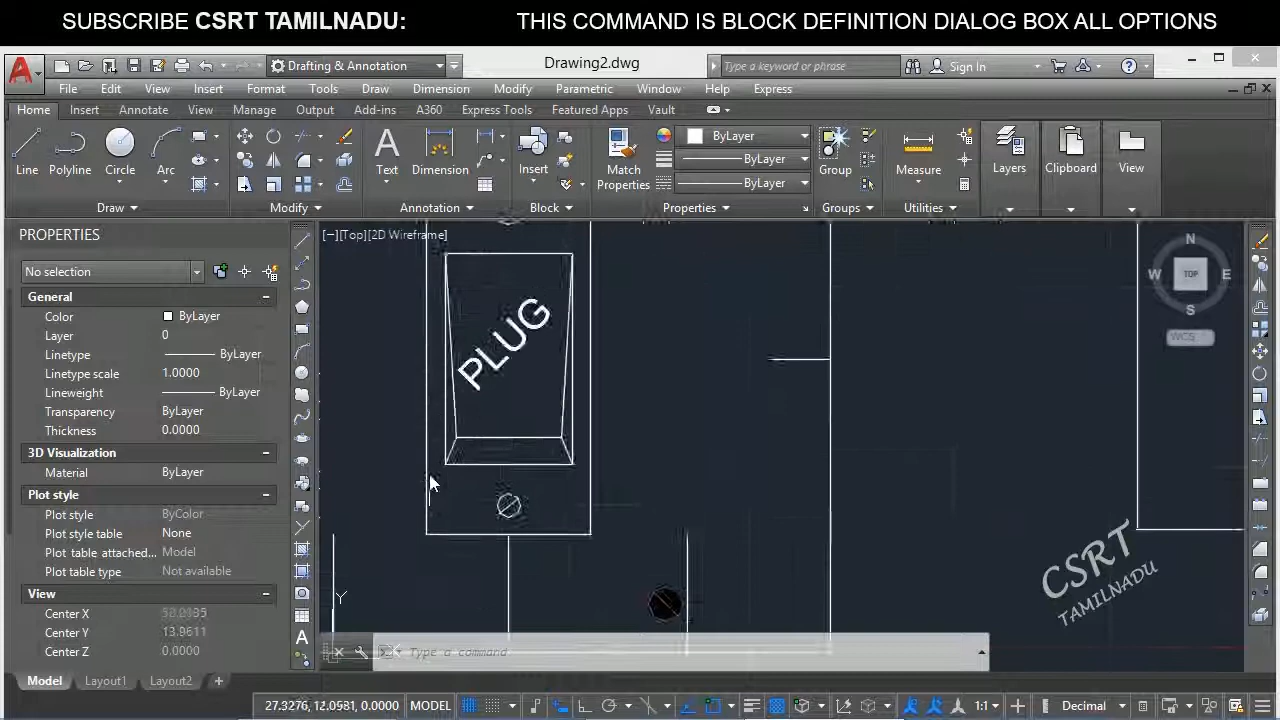 SUBSCRIBE CSRT TAMILNADU: THIS COMMAND IS BLOCK DEFINITION DIALOG BOX ALL OPTIONS
Drafting & Annotation Drawing2.dwg Type a keyword or phrase Sign In
File Edit View Insert Format Tools Draw Dimension Modify Parametric Window Help Express
Home Insert Annotate View Manage Output Add-ins A360 Express Tools Featured Apps Vault
Line Polyline Circle Arc Text Dimension Insert Match Properties Group Measure Layers Clipboard View
ByLayer
ByLayer
ByLayer
Draw Modify Annotation Block Properties Groups Utilities
PROPERTIES
[−][Top][2D Wireframe]
No selection
General
Color ByLayer
Layer 0
Linetype ByLayer
Linetype scale 1.0000
Lineweight ByLayer
Transparency ByLayer
Thickness 0.0000
3D Visualization
Material ByLayer
Plot style
Plot style ByColor
Plot style table None
Plot table attached... Model
Plot table type Not available
View
Center X
Center Y 13.9611
Center Z 0.0000
PLUG
N
W TOP E
S
WCS
CSRT
TAMILNADU
Y
Type a command
Model Layout1 Layout2 +
27.3276, 12.0581, 0.0000 MODEL 1:1 Decimal